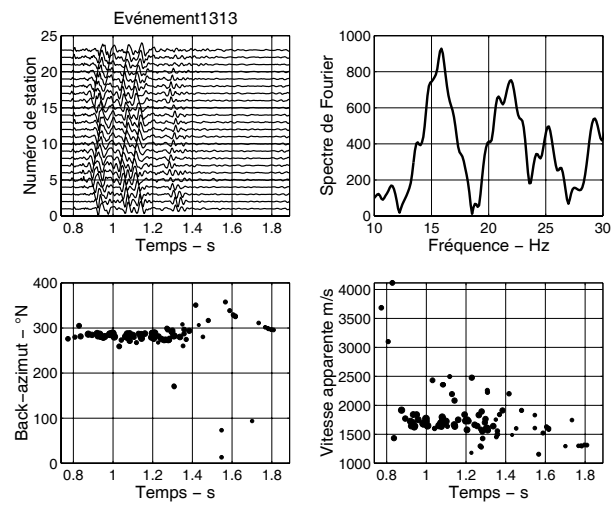 Evénement1313
25
20
15
10
5
0
Numéro de station
0.8 1 1.2 1.4 1.6 1.8
Temps − s
1000
800
600
400
200
0
Spectre de Fourier
10 15 20 25 30
Fréquence − Hz
400
300
200
100
0
Back−azimut − °N
0.8 1 1.2 1.4 1.6 1.8
Temps − s
4000
3500
3000
2500
2000
1500
1000
Vitesse apparente m/s
0.8 1 1.2 1.4 1.6 1.8
Temps − s